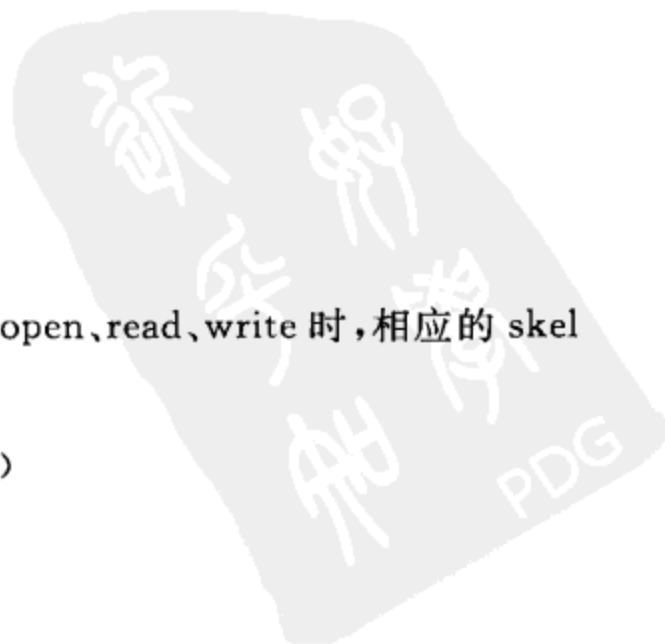 open、read、write 时,相应的 skel
)
PDG